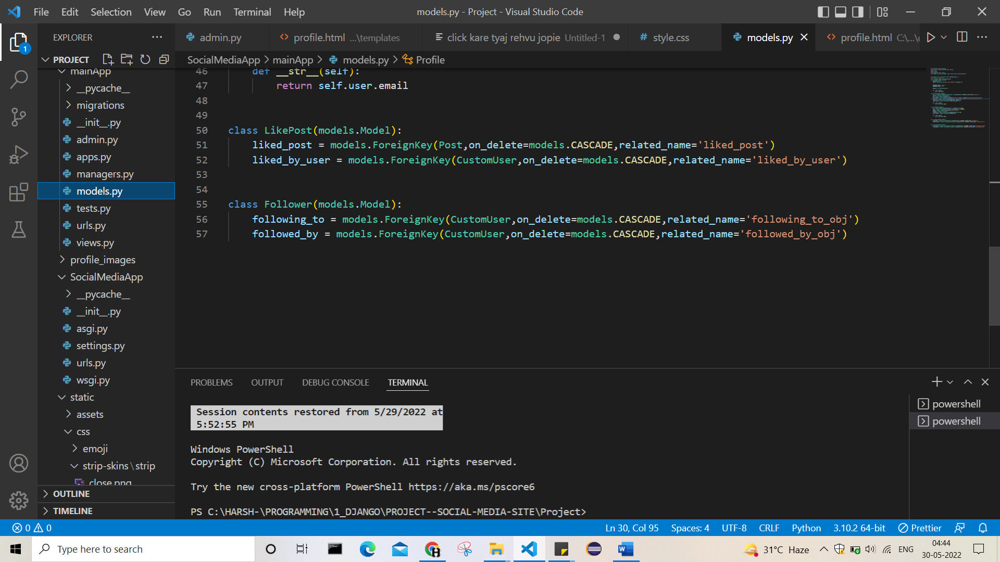 File Edit Selection View Go Run Terminal Help
models.py - Project - Visual Studio Code
1
EXPLORER
admin.py
profile.html ...\templates
click kare tyaj rehvu jopie Untitled-1
# style.css
models.py
profile.html C:\...\
PROJECT
SocialMediaApp > mainApp > models.py > Profile
mainApp
__pycache__
migrations
__init__.py
admin.py
apps.py
managers.py
models.py
tests.py
urls.py
views.py
profile_images
SocialMediaApp
__pycache__
__init__.py
asgi.py
settings.py
urls.py
wsgi.py
static
assets
css
emoji
strip-skins\strip
close.png
OUTLINE
TIMELINE
46 def __str__(self):
47 return self.user.email
48
49
50 class LikePost(models.Model):
51 liked_post = models.ForeignKey(Post,on_delete=models.CASCADE,related_name='liked_post')
52 liked_by_user = models.ForeignKey(CustomUser,on_delete=models.CASCADE,related_name='liked_by_user')
53
54
55 class Follower(models.Model):
56 following_to = models.ForeignKey(CustomUser,on_delete=models.CASCADE,related_name='following_to_obj')
57 followed_by = models.ForeignKey(CustomUser,on_delete=models.CASCADE,related_name='followed_by_obj')
PROBLEMS OUTPUT DEBUG CONSOLE TERMINAL
Session contents restored from 5/29/2022 at
5:52:55 PM
Windows PowerShell
Copyright (C) Microsoft Corporation. All rights reserved.
Try the new cross-platform PowerShell https://aka.ms/pscore6
PS C:\HARSH-\PROGRAMMING\1_DJANGO\PROJECT--SOCIAL-MEDIA-SITE\Project>
powershell
powershell
0 0
Ln 30, Col 95 Spaces: 4 UTF-8 CRLF Python 3.10.2 64-bit Prettier
Type here to search
31°C Haze
ENG
04:44
30-05-2022